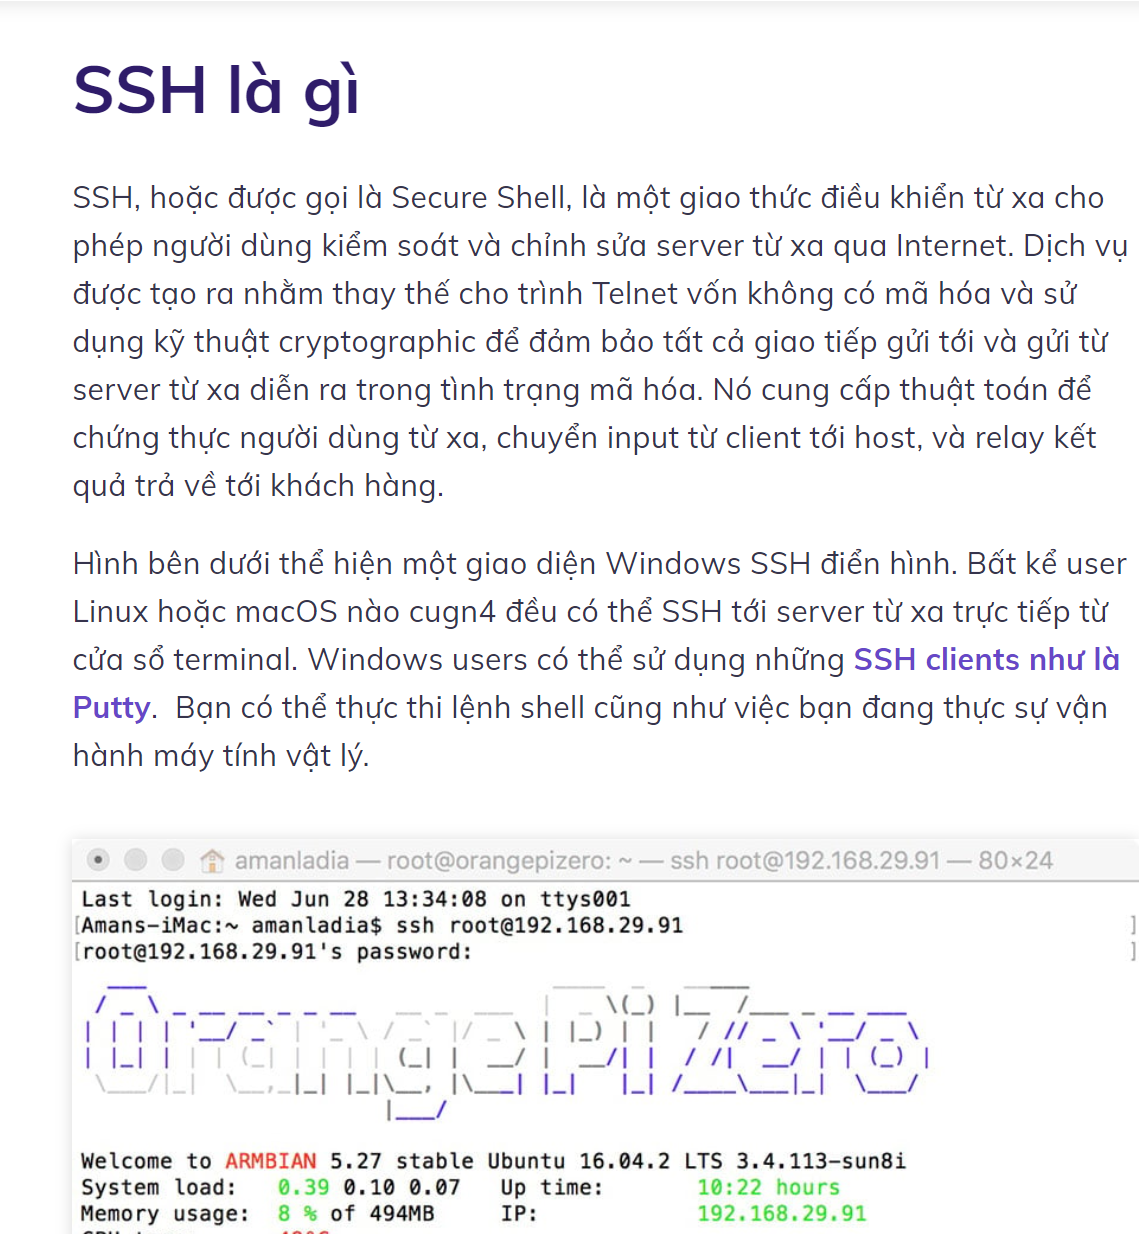 SSH là gì
SSH, hoặc được gọi là Secure Shell, là một giao thức điều khiển từ xa cho
phép người dùng kiểm soát và chỉnh sửa server từ xa qua Internet. Dịch vụ
được tạo ra nhằm thay thế cho trình Telnet vốn không có mã hóa và sử
dụng kỹ thuật cryptographic để đảm bảo tất cả giao tiếp gửi tới và gửi từ
server từ xa diễn ra trong tình trạng mã hóa. Nó cung cấp thuật toán để
chứng thực người dùng từ xa, chuyển input từ client tới host, và relay kết
quả trả về tới khách hàng.
Hình bên dưới thể hiện một giao diện Windows SSH điển hình. Bất kể user
Linux hoặc macOS nào cugn4 đều có thể SSH tới server từ xa trực tiếp từ
cửa sổ terminal. Windows users có thể sử dụng những SSH clients như là
Putty. Bạn có thể thực thi lệnh shell cũng như việc bạn đang thực sự vận
hành máy tính vật lý.
amanladia — root@orangepizero: ~ — ssh root@192.168.29.91 — 80×24
Last login: Wed Jun 28 13:34:08 on ttys001
[Amans-iMac:~ amanladia$ ssh root@192.168.29.91 ]
[root@192.168.29.91's password: ]
Orange Pi Zero
Welcome to ARMBIAN 5.27 stable Ubuntu 16.04.2 LTS 3.4.113-sun8i
System load: 0.39 0.10 0.07 Up time: 10:22 hours
Memory usage: 8 % of 494MB IP: 192.168.29.91